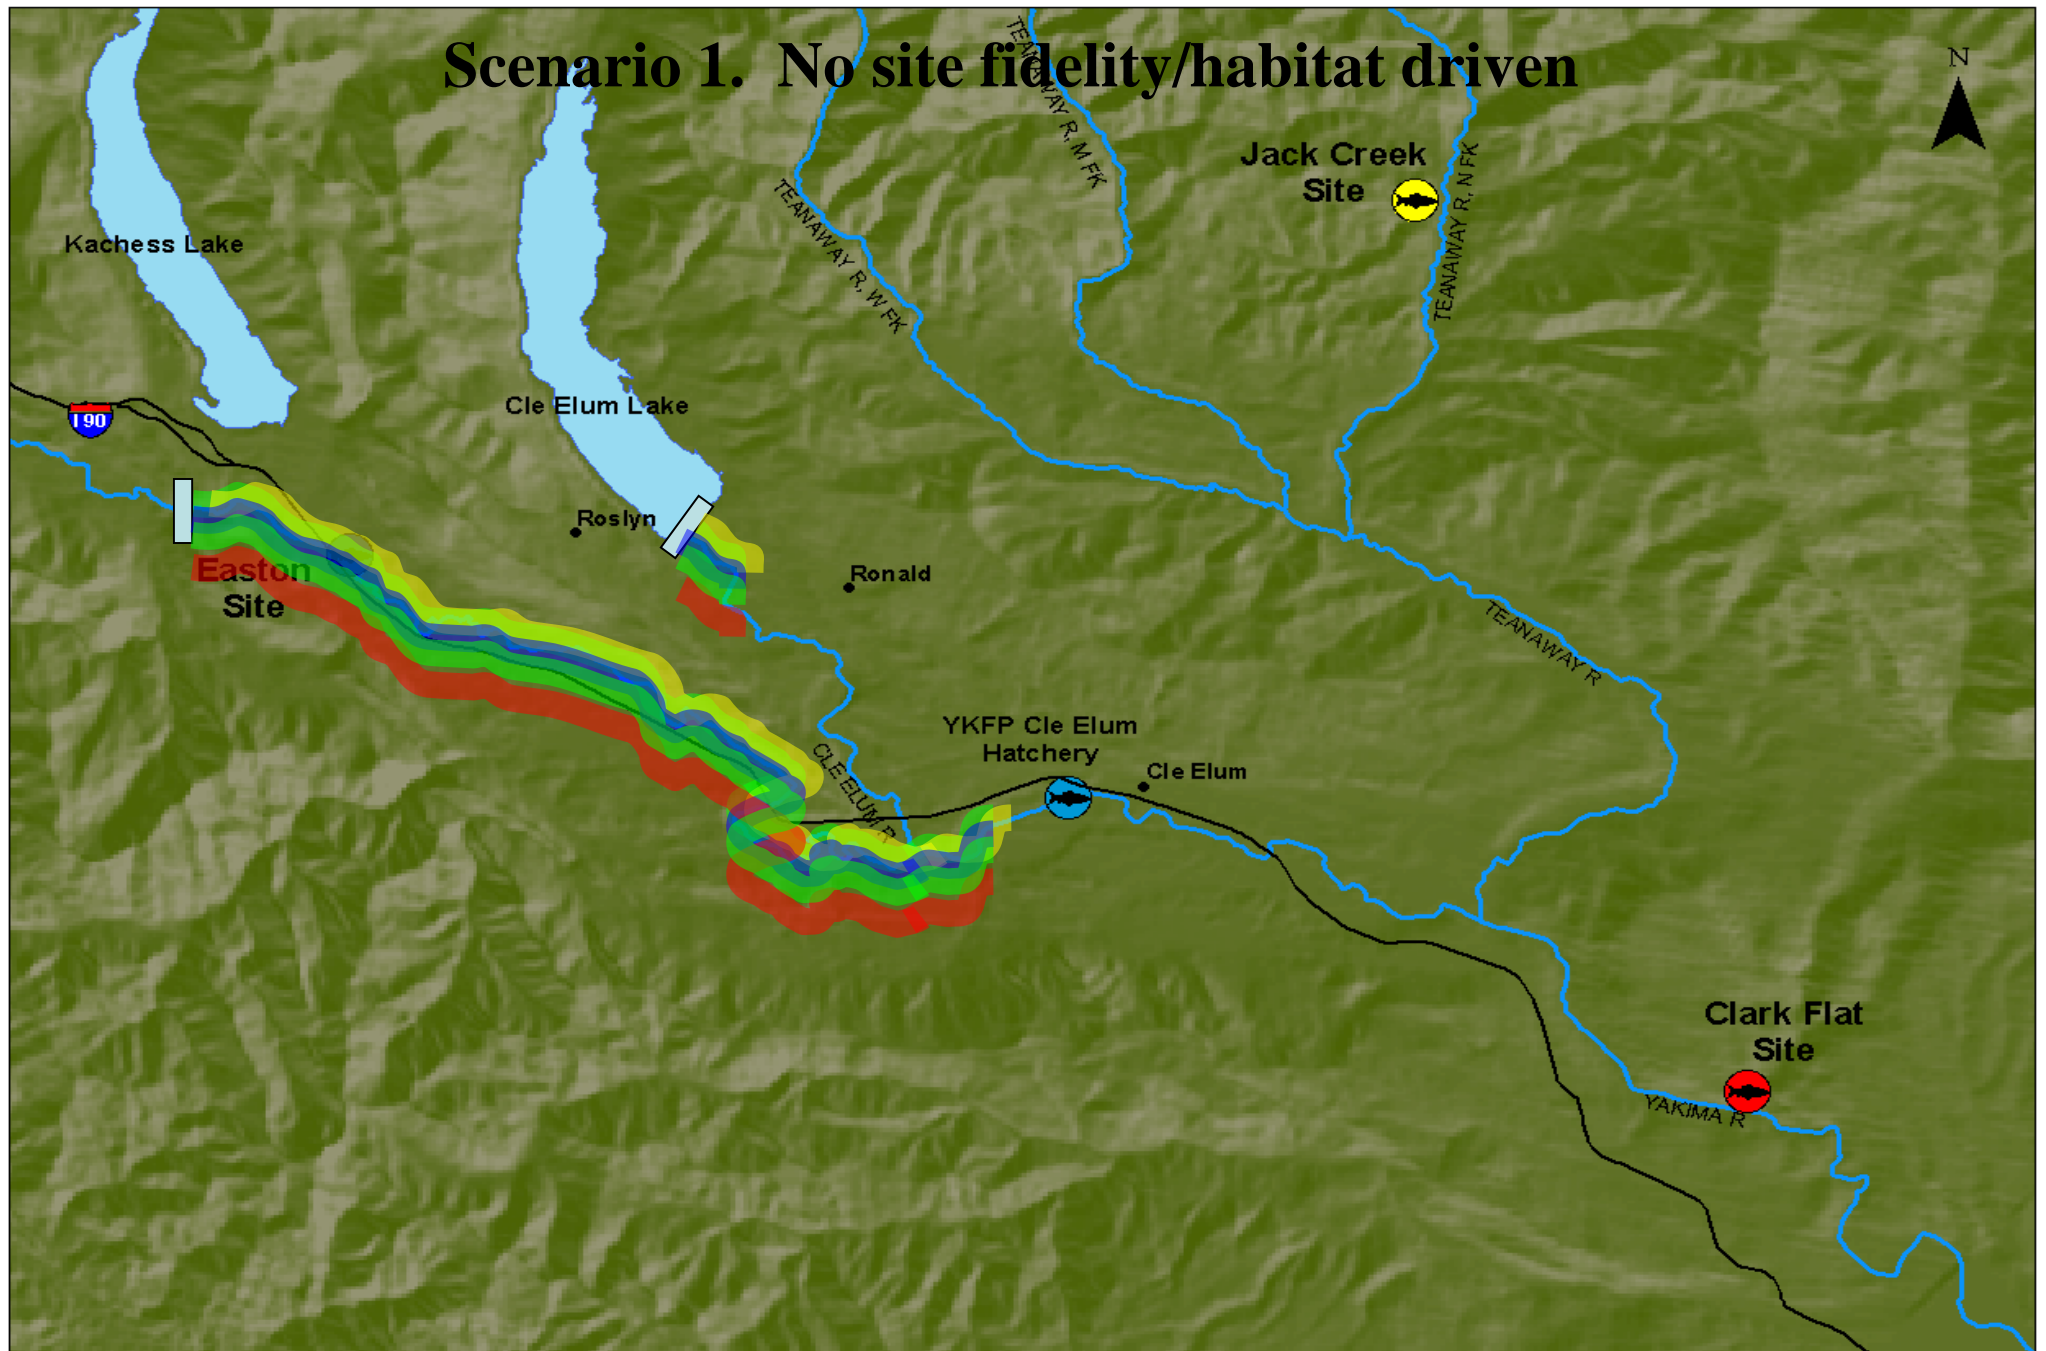 Scenario 1.  No site fidelity/habitat driven
N
TEANAWAY R, M FK
Jack Creek
Site
TEANAWAY R, N FK
TEANAWAY R, W FK
Kachess Lake
Cle Elum Lake
I 90
Roslyn
Easton
Site
Ronald
TEANAWAY R
YKFP Cle Elum
Hatchery
Cle Elum
CLE ELUM R
Clark Flat
Site
YAKIMA R